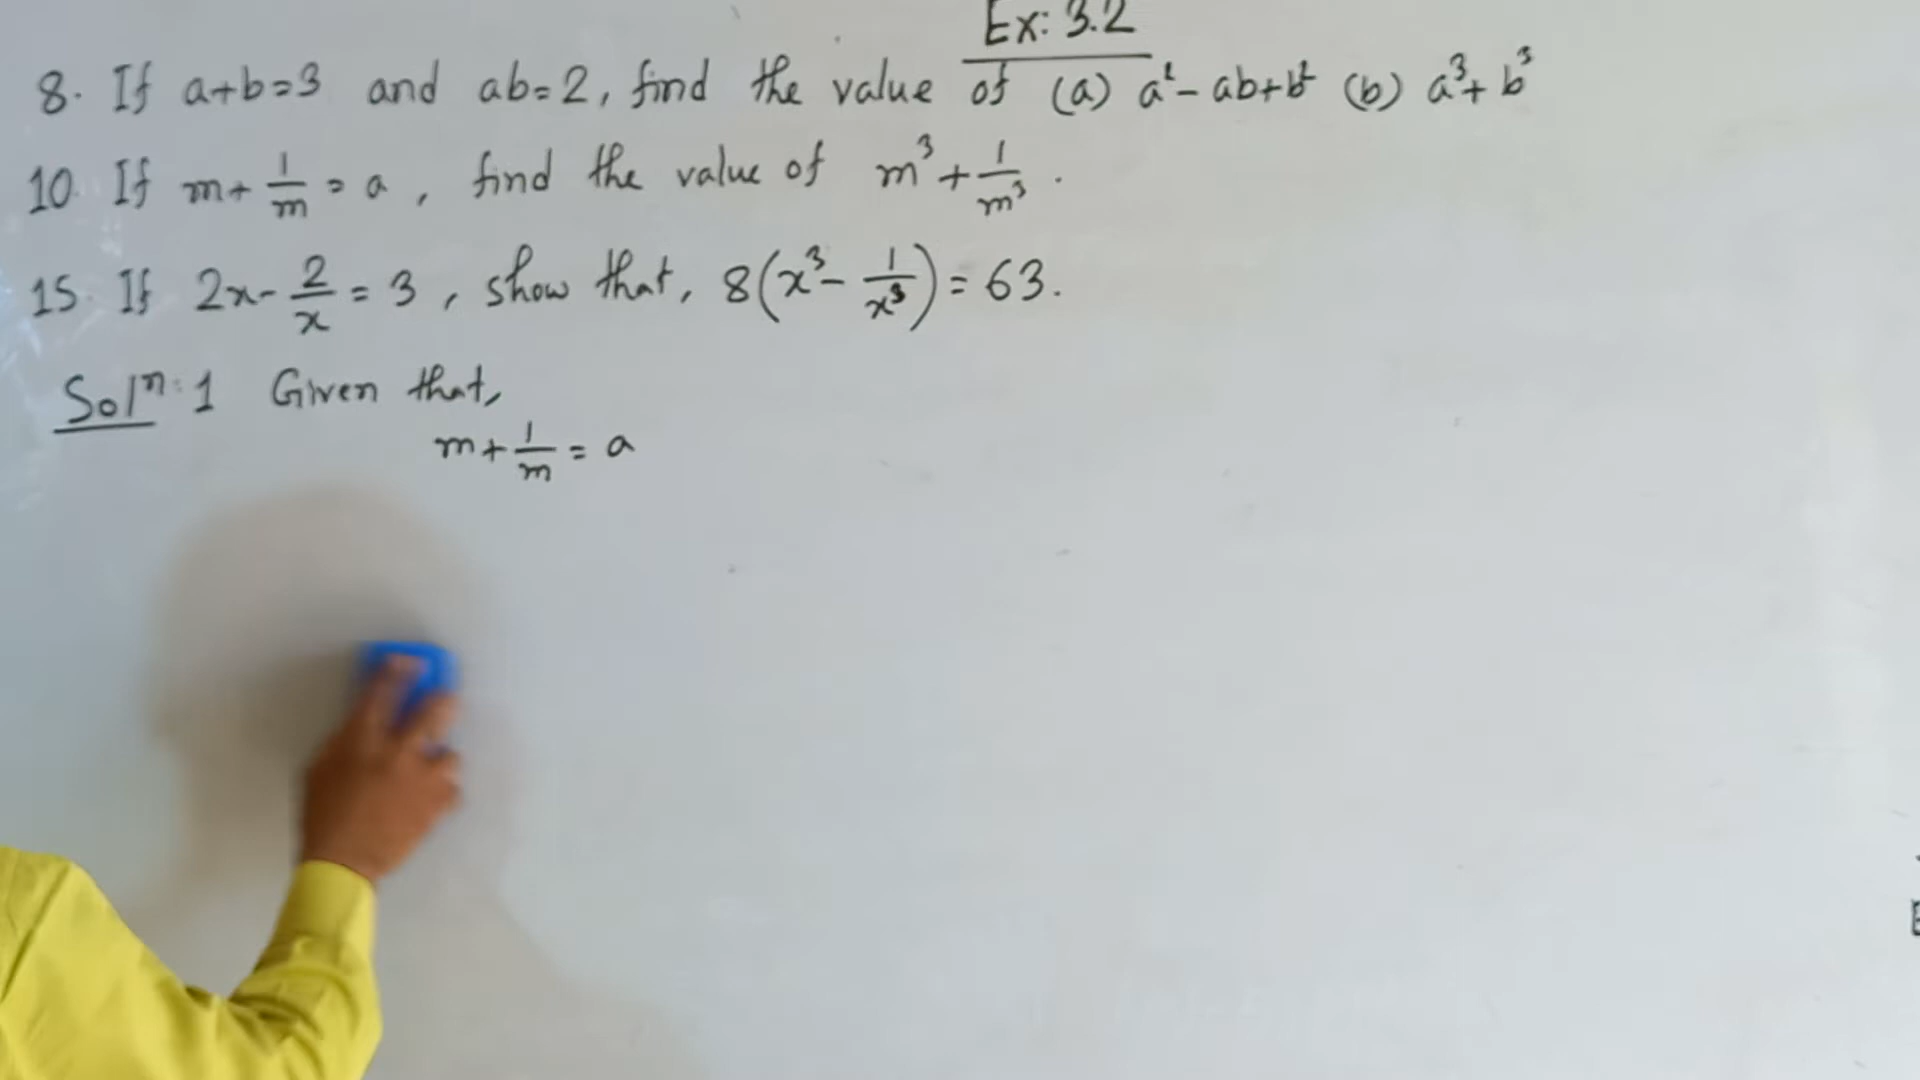 Ex: 3.2
8. If a+b=3 and ab=2, find the value of (a) a²-ab+b² (b) a³+b³
10. If m+1/m=a, find the value of m³+1/m³.
15. If 2x-2/x=3, show that, 8(x³-1/x³)=63.
Solⁿ: 1 Given that,
m+1/m=a